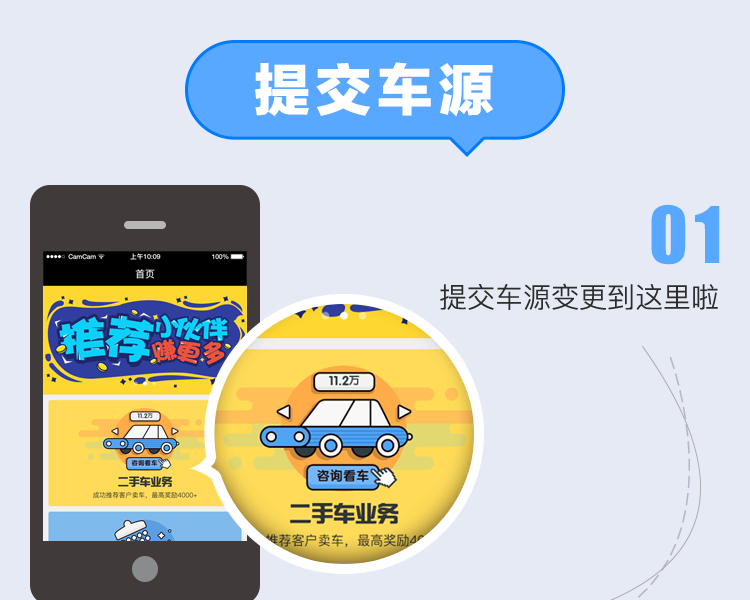 提交车源
01
提交车源变更到这里啦
CamCam 上午10:09 100%
首页
推荐小伙伴
赚更多
11.2万
咨询看车
二手车业务
成功推荐客户卖车，最高奖励4000+
11.2万
咨询看车
二手车业务
推荐客户卖车，最高奖励40